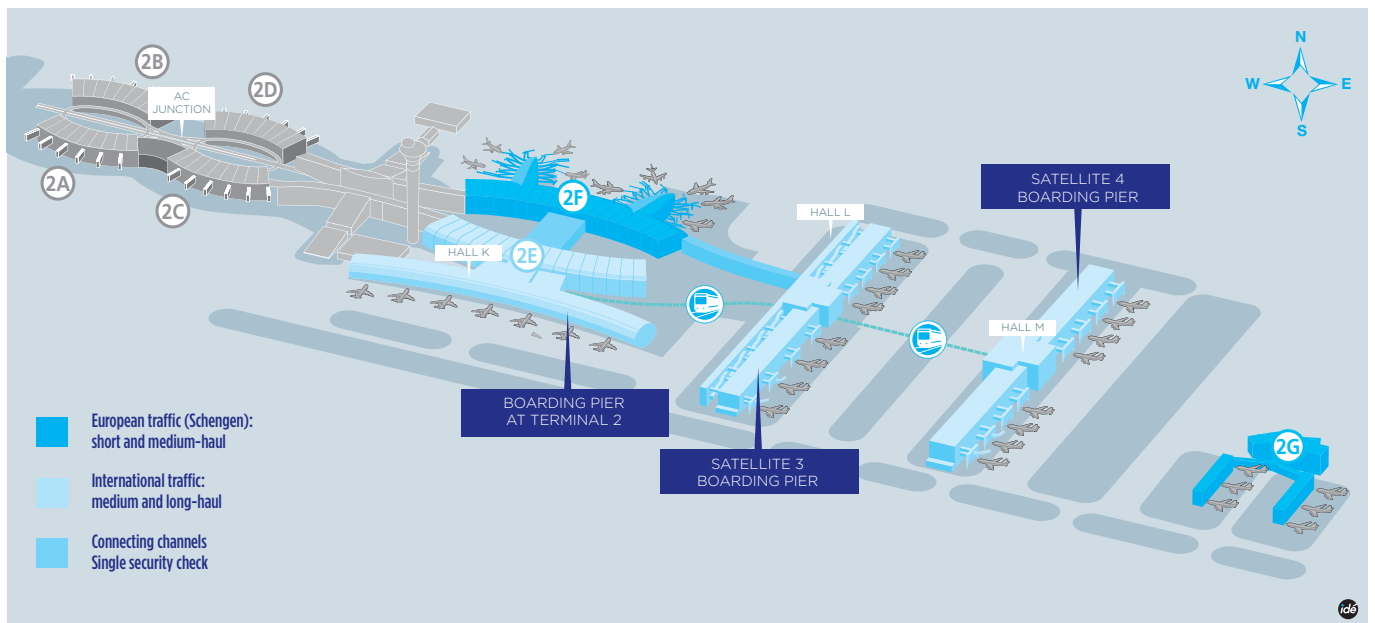 2B
2D
AC
JUNCTION
2A
2C
2F
2E
HALL K
HALL L
HALL M
N
W
E
S
SATELLITE 4
BOARDING PIER
BOARDING PIER
AT TERMINAL 2
SATELLITE 3
BOARDING PIER
2G
European traffic (Schengen):
short and medium-haul
International traffic:
medium and long-haul
Connecting channels
Single security check
idé